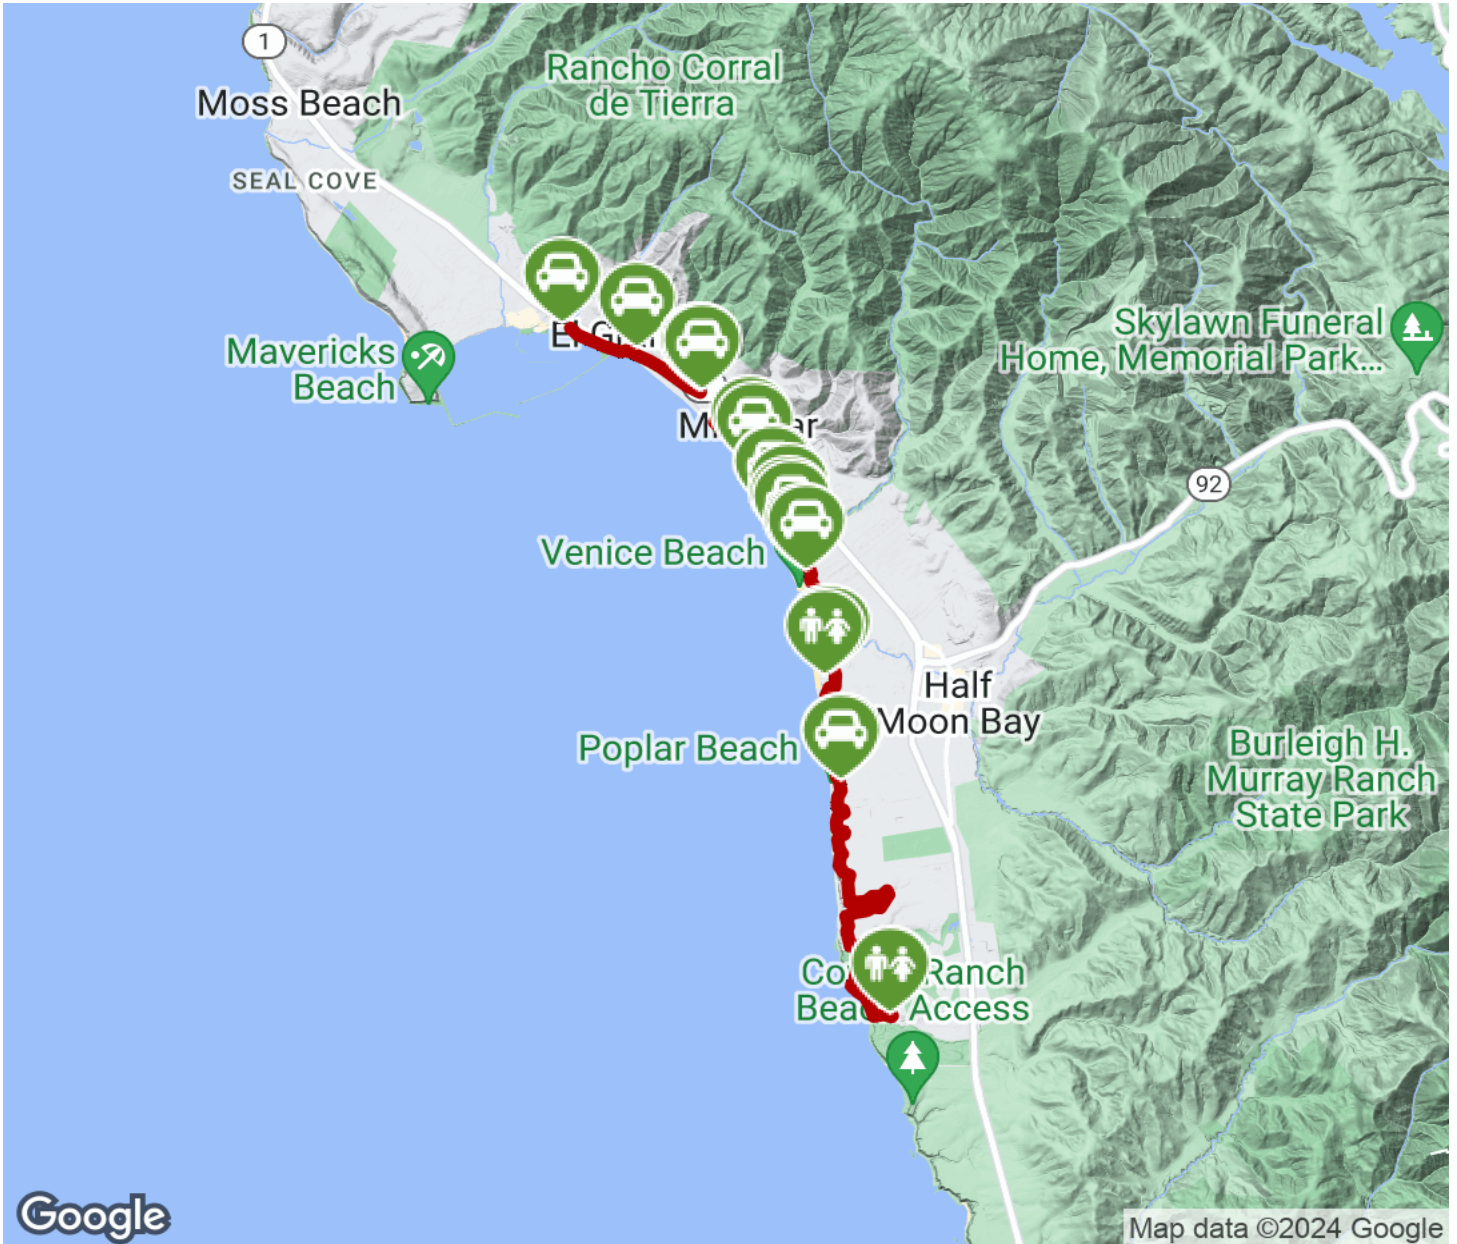 1
Moss Beach
SEAL COVE
Rancho Corral
de Tierra
Mavericks
Beach
Skylawn Funeral
Home, Memorial Park...
92
Venice Beach
Half
Moon Bay
Poplar Beach
Burleigh H.
Murray Ranch
State Park
Ranch
Access
Google
Map data ©2024 Google